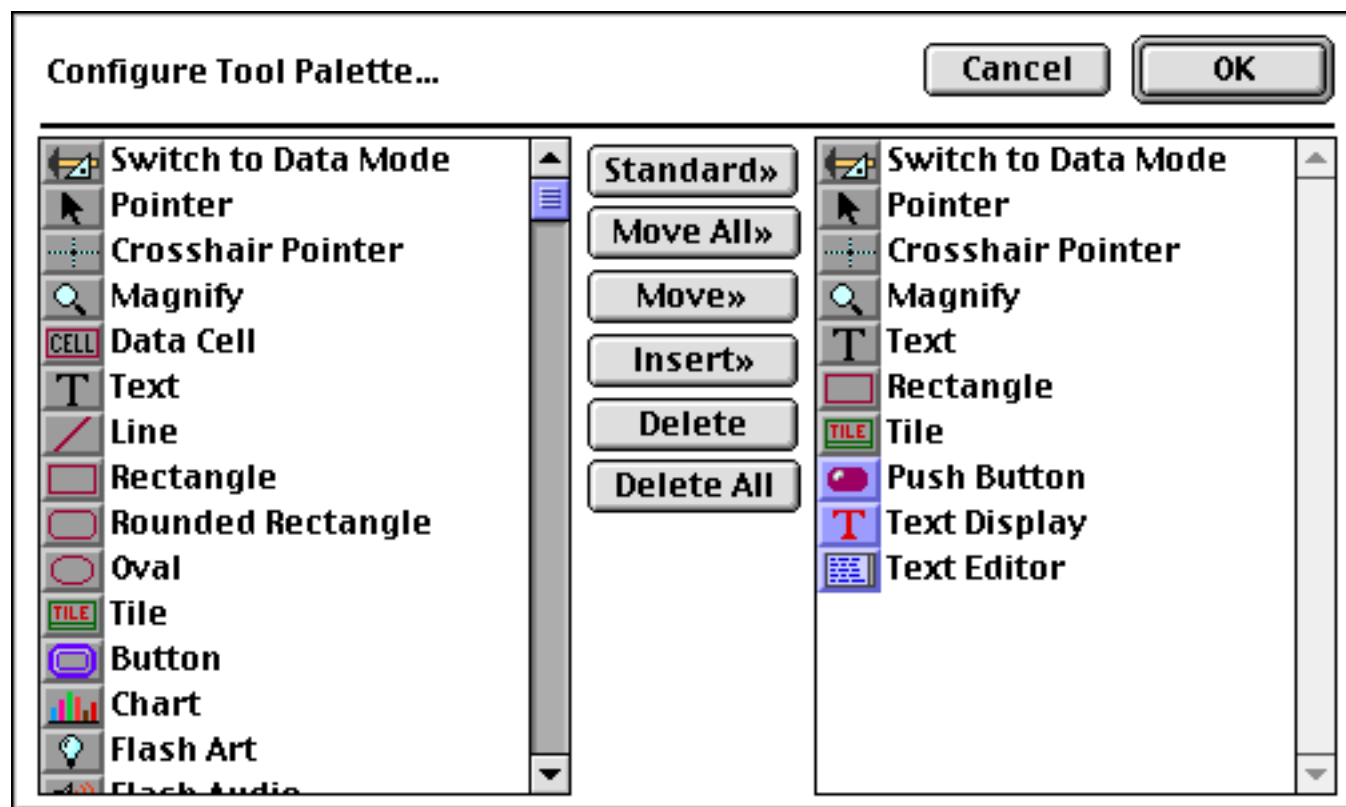 Configure Tool Palette...
Cancel
OK
Switch to Data Mode
Pointer
Crosshair Pointer
Magnify
CELL Data Cell
T Text
Line
Rectangle
Rounded Rectangle
Oval
TILE Tile
Button
Chart
Flash Art
Flash Audio
Standard»
Move All»
Move»
Insert»
Delete
Delete All
Switch to Data Mode
Pointer
Crosshair Pointer
Magnify
T Text
Rectangle
TILE Tile
Push Button
T Text Display
Text Editor